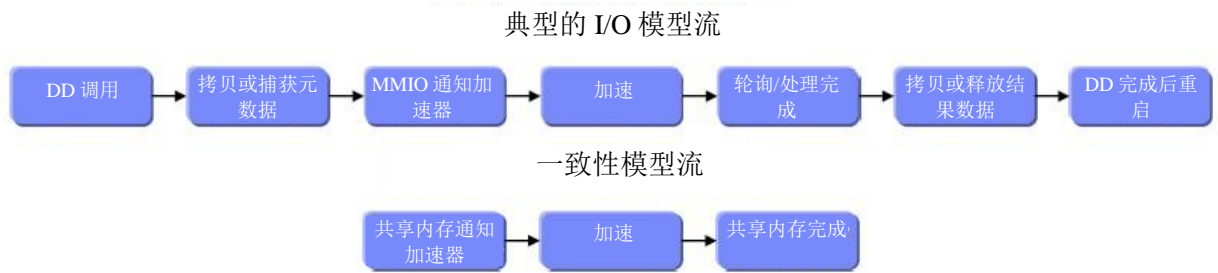 典型的 I/O 模型流
DD 调用
拷贝或捕获元
数据
MMIO 通知加
速器
加速
轮询/处理完
成
拷贝或释放结
果数据
DD 完成后重
启
一致性模型流
共享内存通知
加速器
加速
共享内存完成